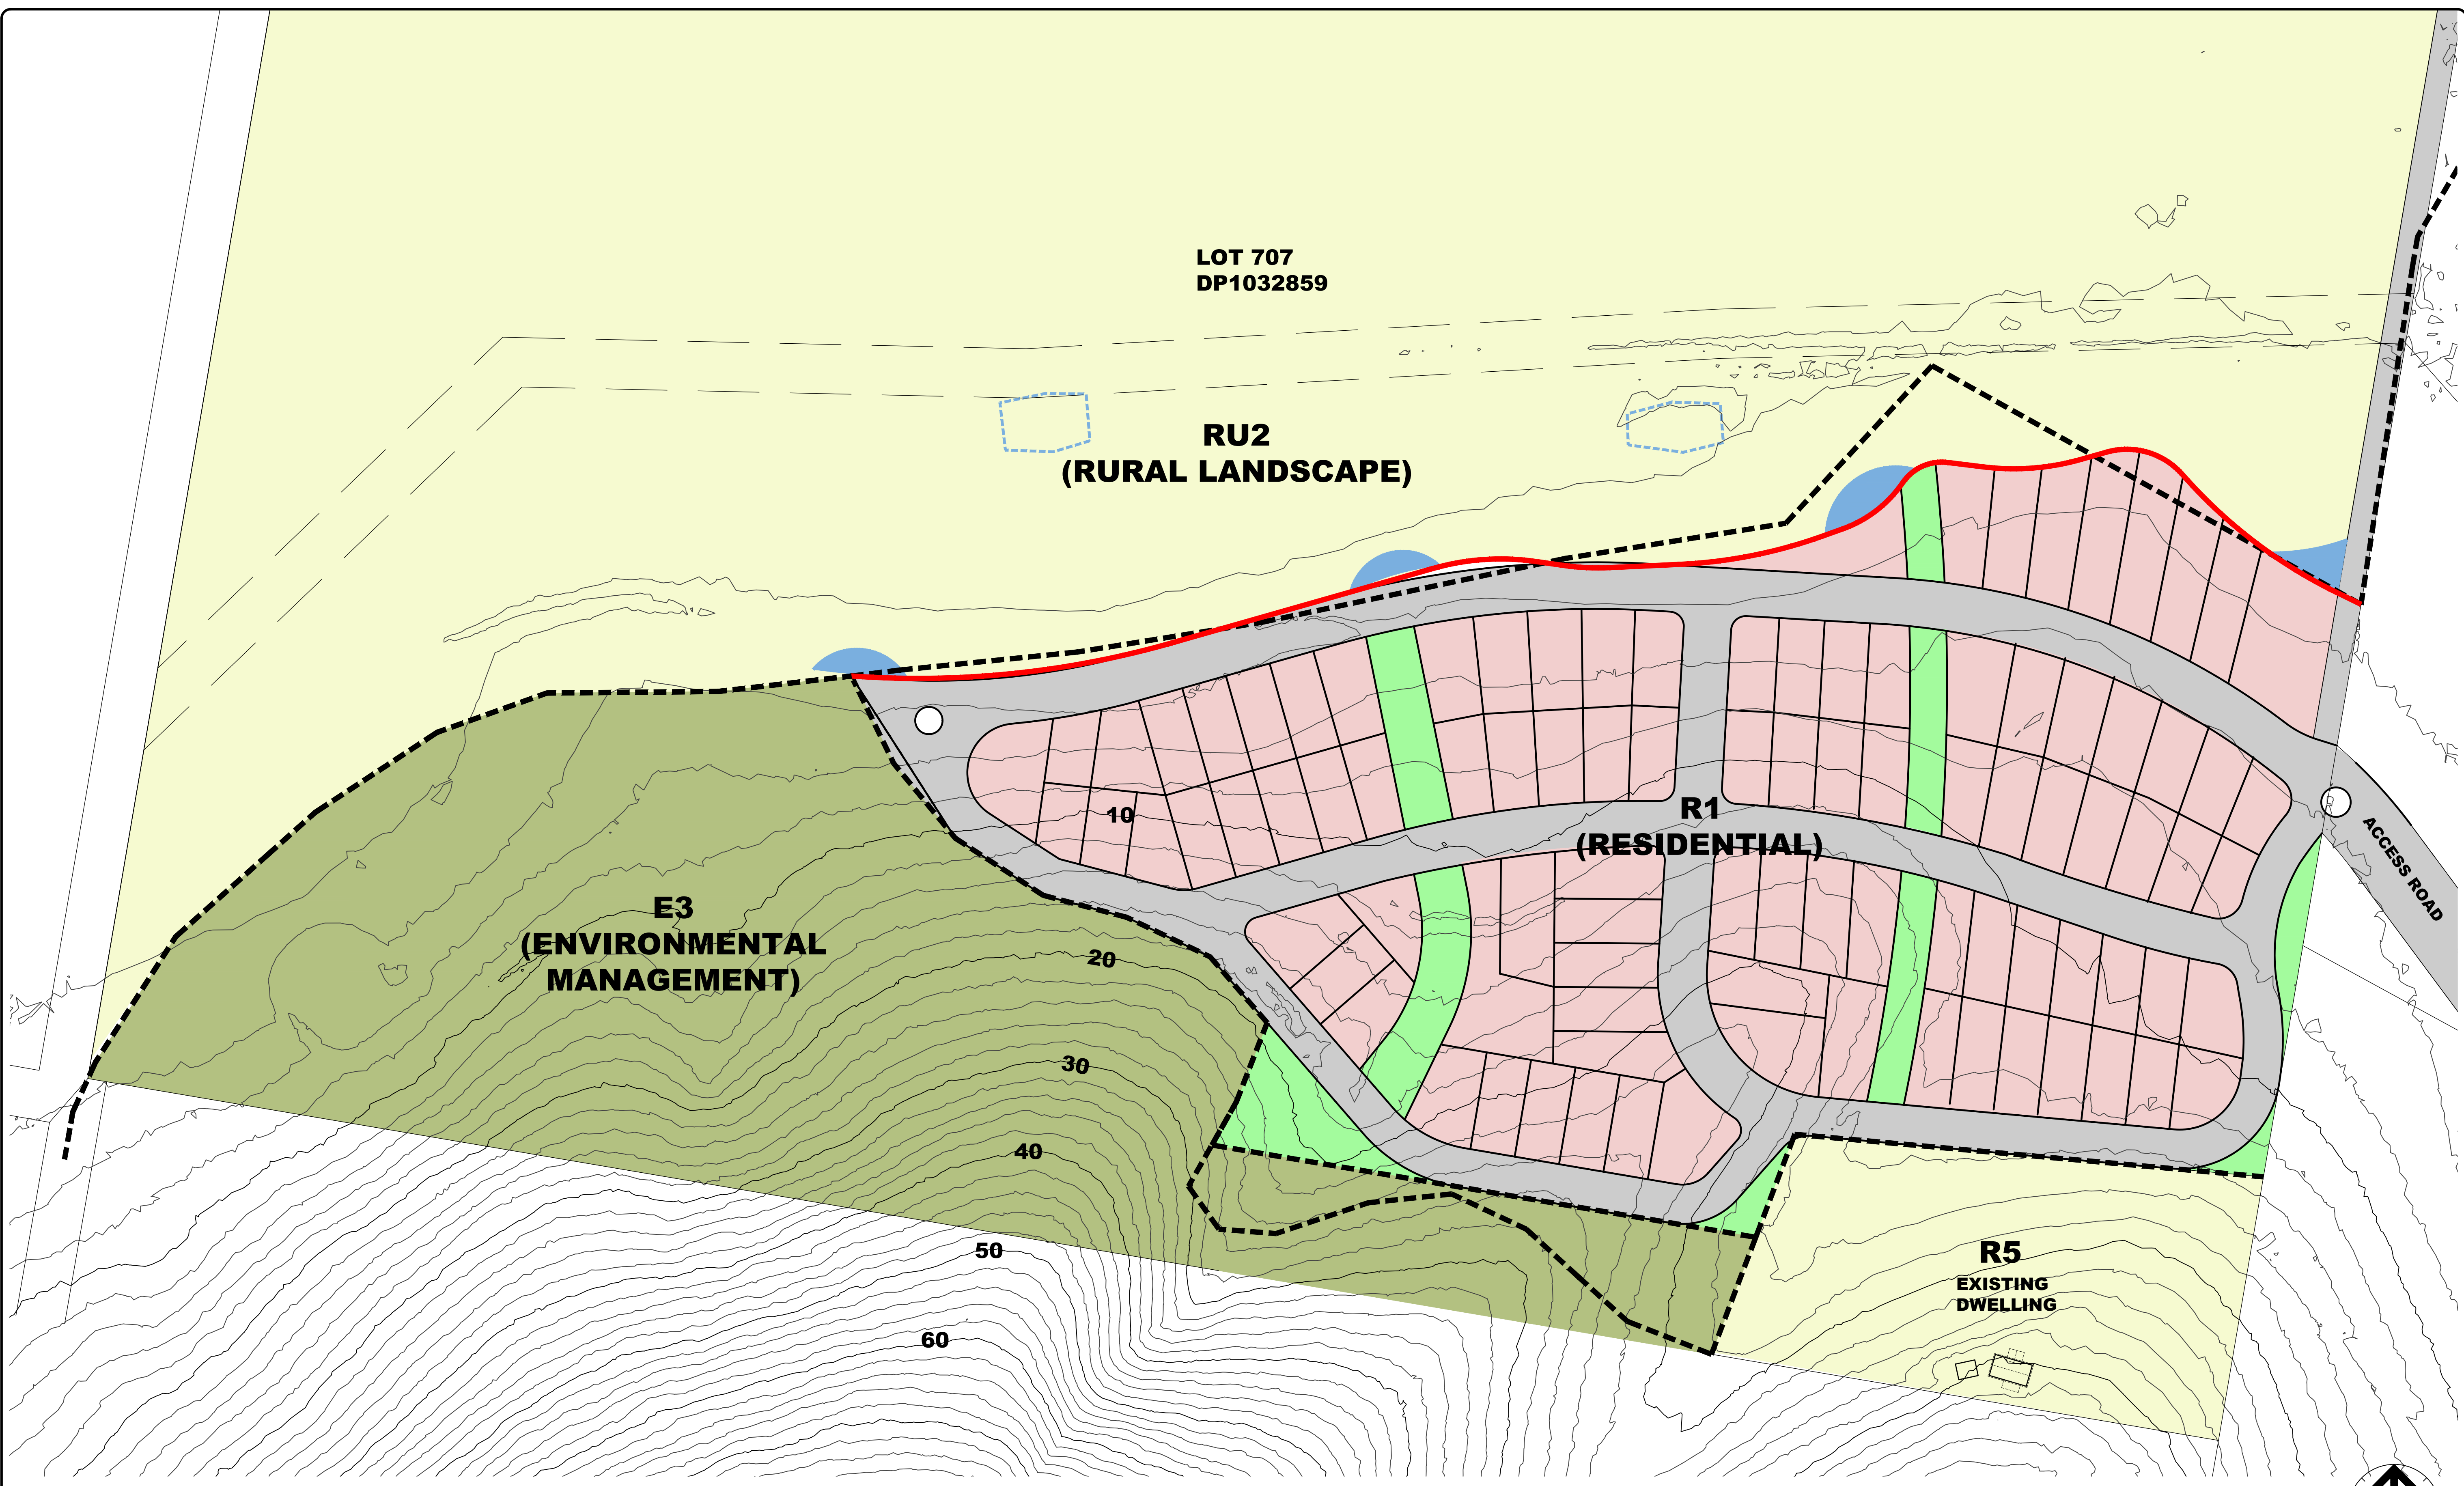 LOT 707
DP1032859
RU2
(RURAL LANDSCAPE)
R1
(RESIDENTIAL)
10
ACCESS ROAD
E3
(ENVIRONMENTAL
MANAGEMENT)
20
30
40
50
60
R5
EXISTING
DWELLING